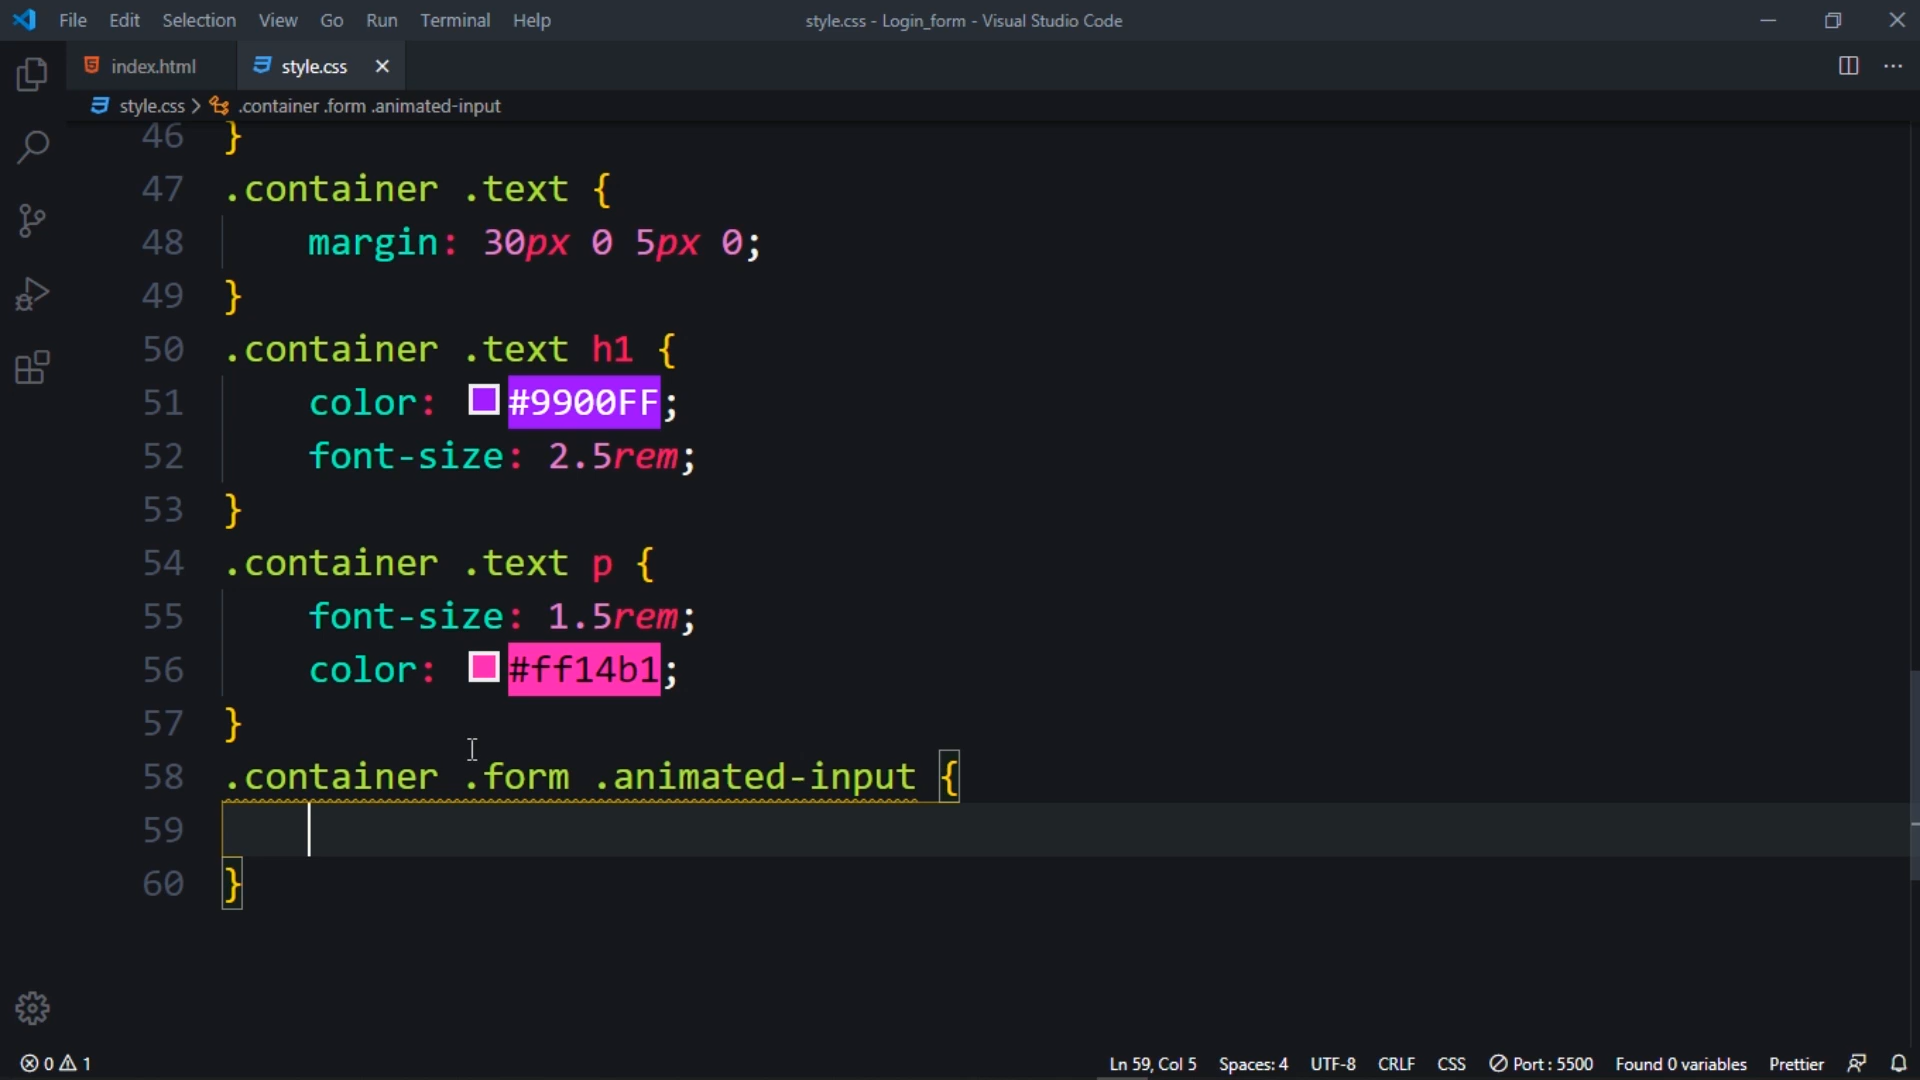 File Edit Selection View Go Run Terminal Help style.css - Login_form - Visual Studio Code
index.html style.css
style.css > .container .form .animated-input
46 }
47 .container .text {
48 margin: 30px 0 5px 0;
49 }
50 .container .text h1 {
51 color: #9900FF;
52 font-size: 2.5rem;
53 }
54 .container .text p {
55 font-size: 1.5rem;
56 color: #ff14b1;
57 }
58 .container .form .animated-input {
59
60 }
0 1 Ln 59, Col 5 Spaces: 4 UTF-8 CRLF CSS Port : 5500 Found 0 variables Prettier